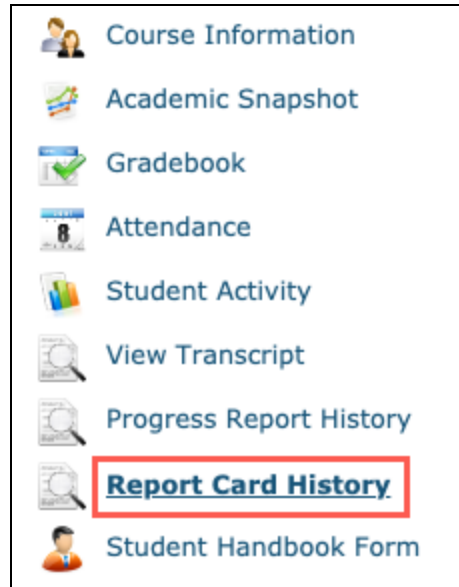 Course Information
Academic Snapshot
Gradebook
8
Attendance
Student Activity
View Transcript
Progress Report History
Report Card History
Student Handbook Form